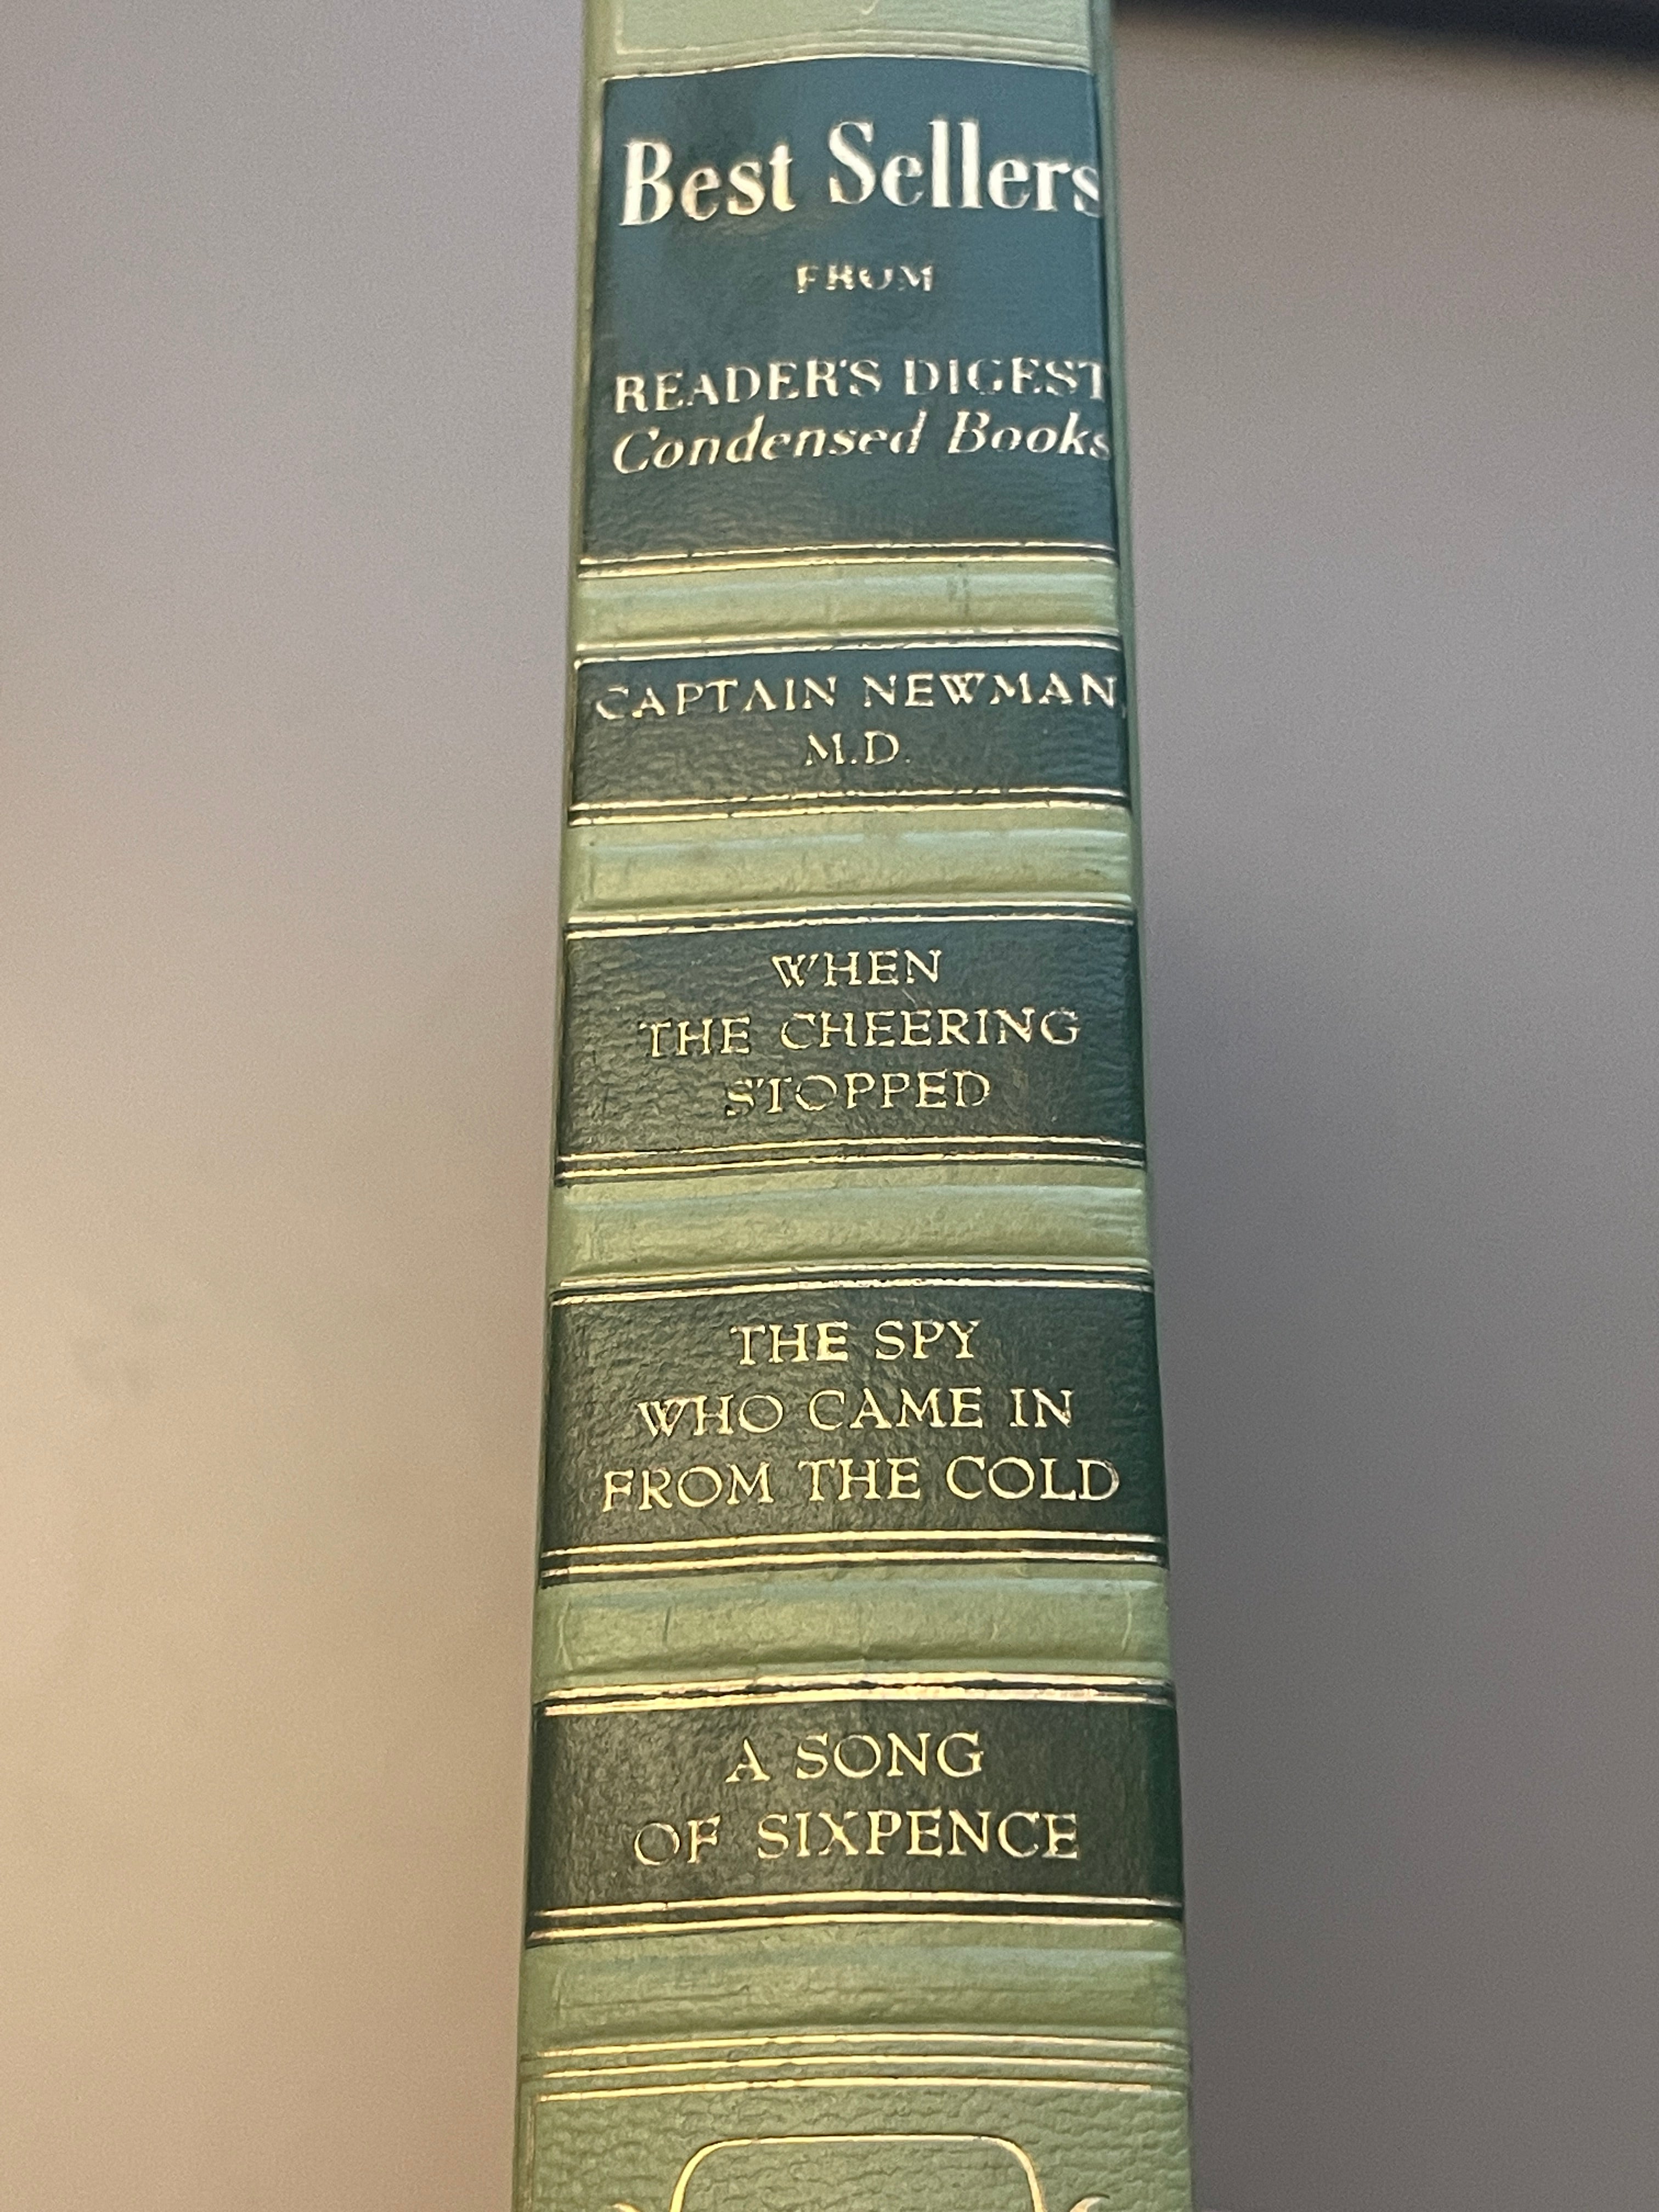 Best Sellers
FROM
READER'S DIGEST
Condensed Books
CAPTAIN NEWMAN,
M.D.
WHEN
THE CHEERING
STOPPED
THE SPY
WHO CAME IN
FROM THE COLD
A SONG
OF SIXPENCE